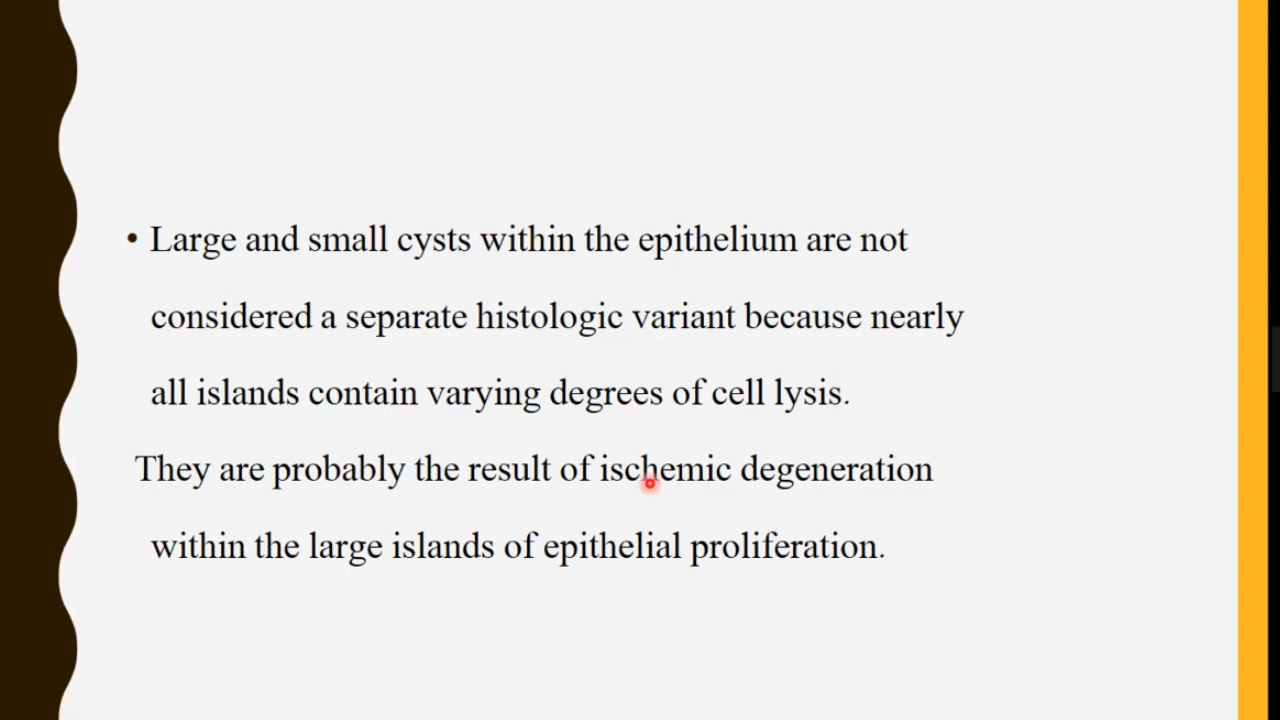 • Large and small cysts within the epithelium are not
considered a separate histologic variant because nearly
all islands contain varying degrees of cell lysis.
They are probably the result of ischemic degeneration
within the large islands of epithelial proliferation.